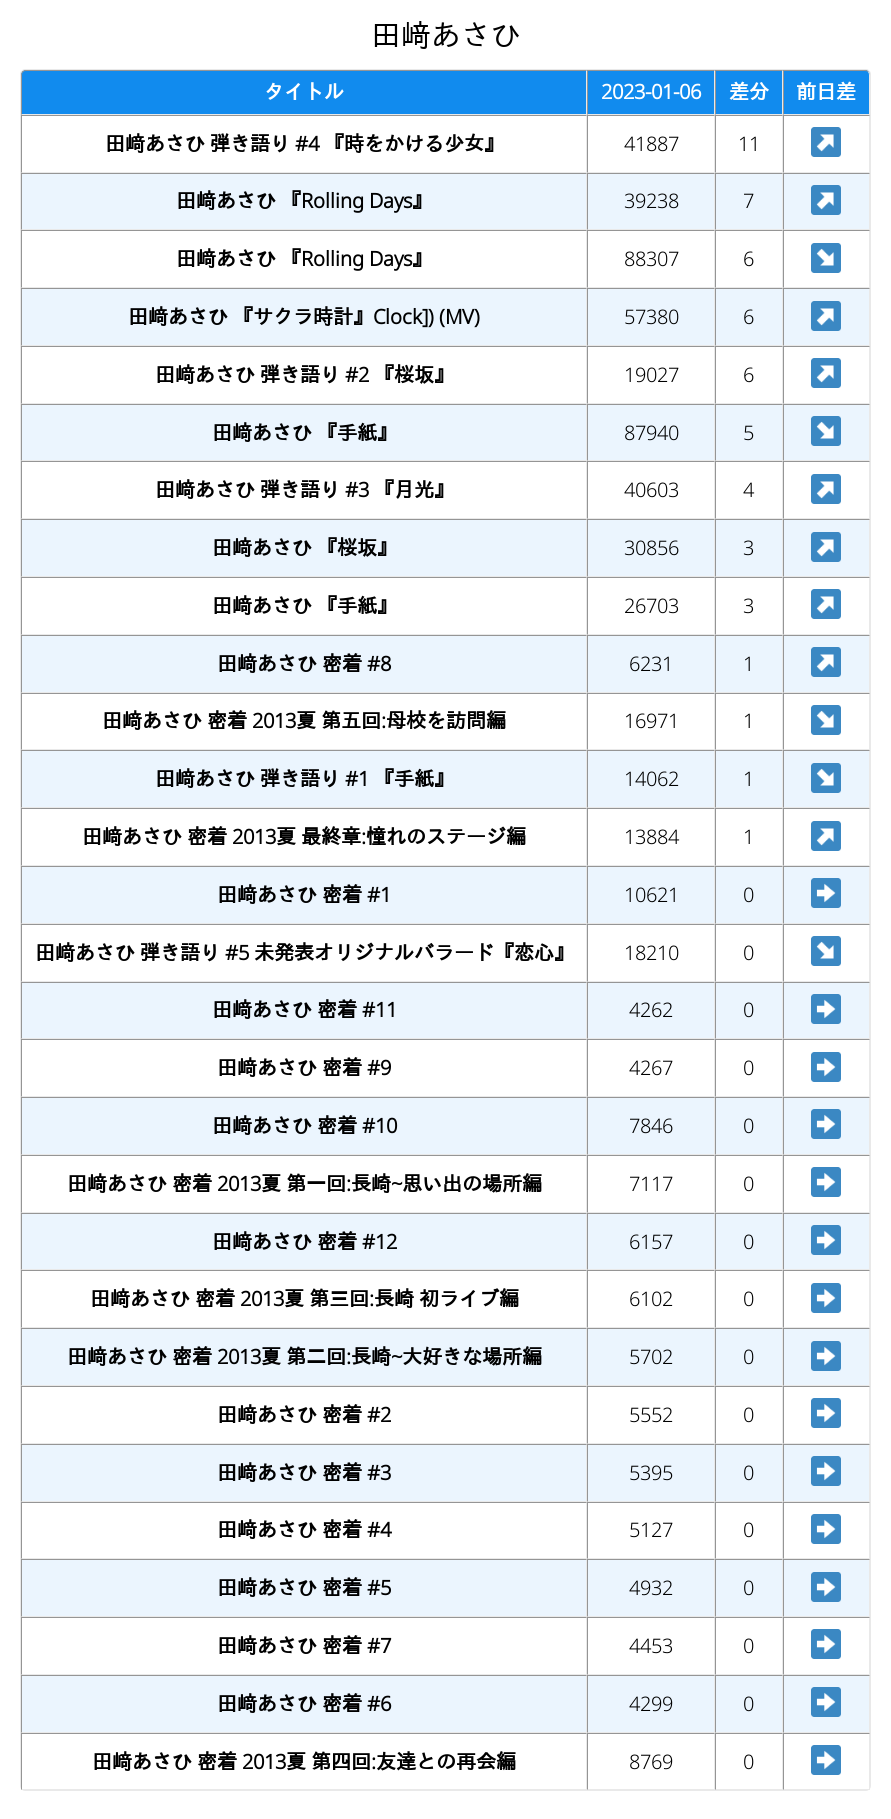 田﨑あさひ
タイトル 2023-01-06 差分 前日差
田﨑あさひ 弾き語り #4 『時をかける少女』 41887 11 ↗
田﨑あさひ 『Rolling Days』 39238 7 ↗
田﨑あさひ 『Rolling Days』 88307 6 ↘
田﨑あさひ 『サクラ時計』Clock]) (MV) 57380 6 ↗
田﨑あさひ 弾き語り #2 『桜坂』 19027 6 ↗
田﨑あさひ 『手紙』 87940 5 ↘
田﨑あさひ 弾き語り #3 『月光』 40603 4 ↗
田﨑あさひ 『桜坂』 30856 3 ↗
田﨑あさひ 『手紙』 26703 3 ↗
田﨑あさひ 密着 #8 6231 1 ↗
田﨑あさひ 密着 2013夏 第五回:母校を訪問編 16971 1 ↘
田﨑あさひ 弾き語り #1 『手紙』 14062 1 ↘
田﨑あさひ 密着 2013夏 最終章:憧れのステージ編 13884 1 ↗
田﨑あさひ 密着 #1 10621 0 →
田﨑あさひ 弾き語り #5 未発表オリジナルバラード『恋心』 18210 0 ↘
田﨑あさひ 密着 #11 4262 0 →
田﨑あさひ 密着 #9 4267 0 →
田﨑あさひ 密着 #10 7846 0 →
田﨑あさひ 密着 2013夏 第一回:長崎~思い出の場所編 7117 0 →
田﨑あさひ 密着 #12 6157 0 →
田﨑あさひ 密着 2013夏 第三回:長崎 初ライブ編 6102 0 →
田﨑あさひ 密着 2013夏 第二回:長崎~大好きな場所編 5702 0 →
田﨑あさひ 密着 #2 5552 0 →
田﨑あさひ 密着 #3 5395 0 →
田﨑あさひ 密着 #4 5127 0 →
田﨑あさひ 密着 #5 4932 0 →
田﨑あさひ 密着 #7 4453 0 →
田﨑あさひ 密着 #6 4299 0 →
田﨑あさひ 密着 2013夏 第四回:友達との再会編 8769 0 →